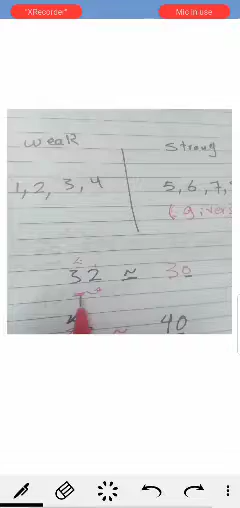 "XRecorder" Mic in use
weak strong
1, 2, 3, 4 5, 6, 7,
32 ≈ 30
≈ 40